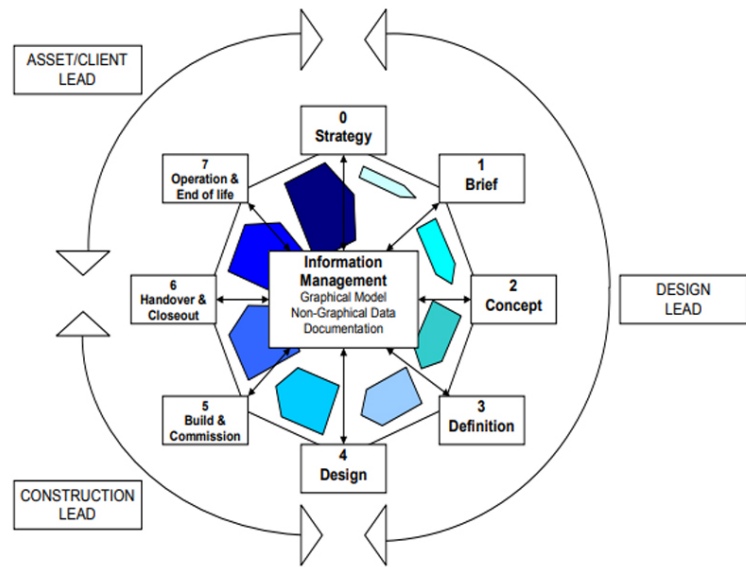 ASSET/CLIENT
LEAD
0
Strategy
7
Operation &
End of life
1
Brief
Information
Management
Graphical Model
Non-Graphical Data
Documentation
6
Handover &
Closeout
2
Concept
DESIGN
LEAD
5
Build &
Commission
3
Definition
4
Design
CONSTRUCTION
LEAD